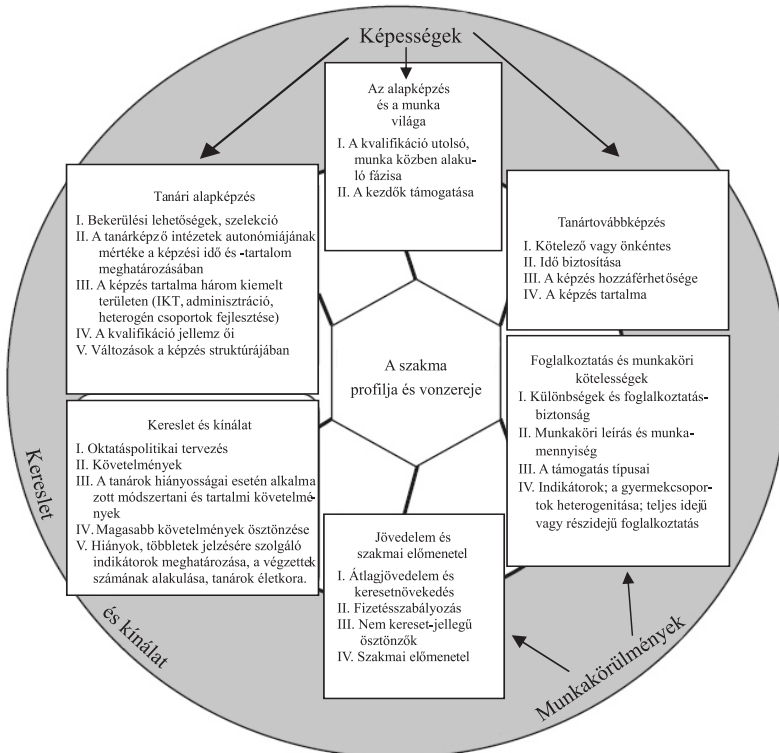 Képességek
Az alapképzés
és a munka
világa
I. A kvalifikáció utolsó,
munka közben alaku-
ló fázisa
II. A kezdők támogatása
Tanári alapképzés
I. Bekerülési lehetőségek, szelekció
II. A tanárképző intézetek autonómiájának
mértéke a képzési idő és -tartalom
meghatározásában
III. A képzés tartalma három kiemelt
területen (IKT, adminisztráció,
heterogén csoportok fejlesztése)
IV. A kvalifikáció jellemz ői
V. Változások a képzés struktúrájában
Tanártovábbképzés
I. Kötelező vagy önkéntes
II. Idő biztosítása
III. A képzés hozzáférhetősége
IV. A képzés tartalma
A szakma
profilja és vonzereje
Foglalkoztatás és munkaköri
kötelességek
I. Különbségek és foglalkoztatás-
biztonság
II. Munkaköri leírás és munka-
mennyiség
III. A támogatás típusai
IV. Indikátorok; a gyermekcsopor-
tok heterogenitása; teljes idejű
vagy részidejű foglalkoztatás
Kereslet és kínálat
I. Oktatáspolitikai tervezés
II. Követelmények
III. A tanárok hiányosságai esetén alkalma
zott módszertani és tartalmi követelmé-
nyek
IV. Magasabb követelmények ösztönzése
V. Hiányok, többletek jelzésére szolgáló
indikátorok meghatározása, a végzettek
számának alakulása, tanárok életkora.
Jövedelem és
szakmai előmenetel
I. Átlagjövedelem és
keresetnövekedés
II. Fizetésszabályozás
III. Nem kereset-jellegű
ösztönzők
IV. Szakmai előmenetel
Kereslet
és kínálat
Munkakörülmények